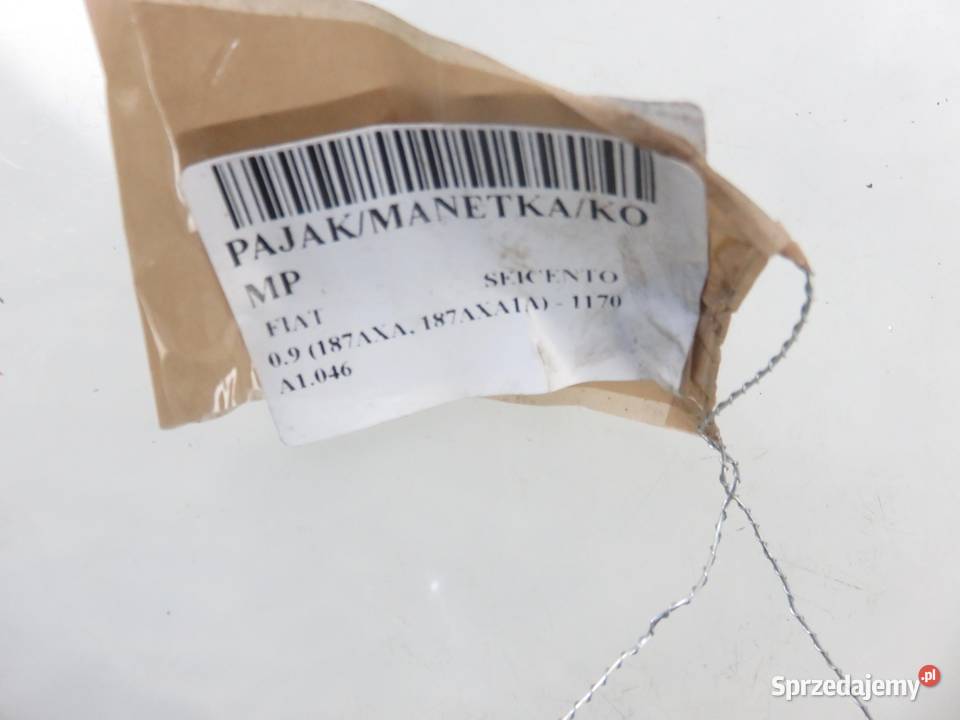 PAJAK/MANETKA/KO
MP
FIAT SEICENTO
0.9 (187AXA, 187AXA1A) - 1170
A1.046
Sprzedajemy.pl